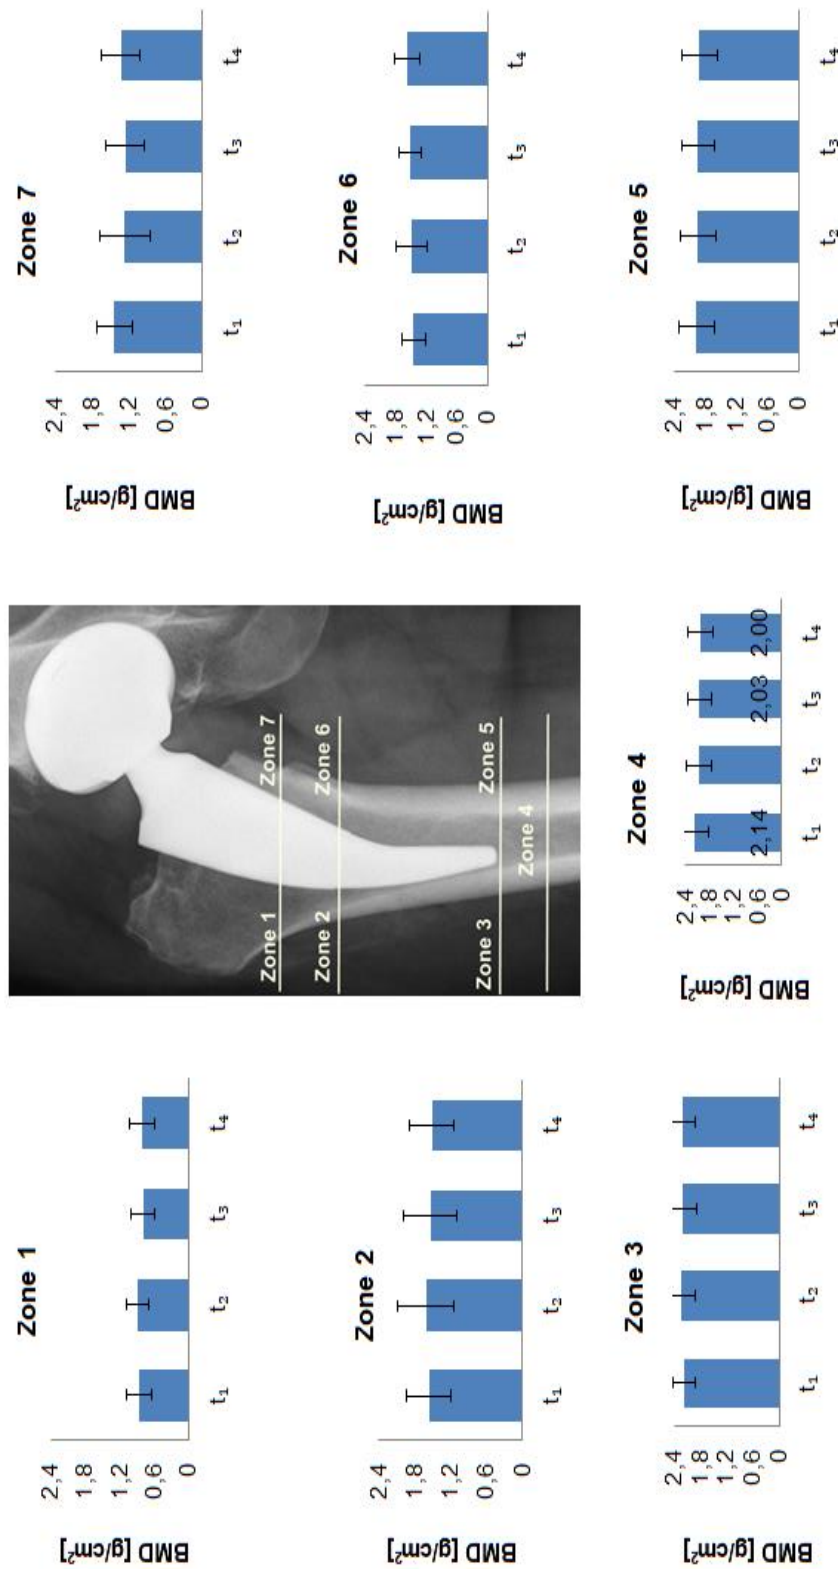 Zone 1
BMD [g/cm²]
2,4
1,8
1,2
0,6
0
t₁ t₂ t₃ t₄
Zone 2
BMD [g/cm²]
2,4
1,8
1,2
0,6
0
t₁ t₂ t₃ t₄
Zone 3
BMD [g/cm²]
2,4
1,8
1,2
0,6
0
t₁ t₂ t₃ t₄
Zone 1 Zone 7
Zone 2 Zone 6
Zone 3 Zone 5
Zone 4
Zone 4
BMD [g/cm²]
2,4
1,8
1,2
0,6
0
2,14 2,03 2,00
t₁ t₂ t₃ t₄
Zone 7
BMD [g/cm²]
2,4
1,8
1,2
0,6
0
t₁ t₂ t₃ t₄
Zone 6
BMD [g/cm²]
2,4
1,8
1,2
0,6
0
t₁ t₂ t₃ t₄
Zone 5
BMD [g/cm²]
2,4
1,8
1,2
0,6
0
t₁ t₂ t₃ t₄